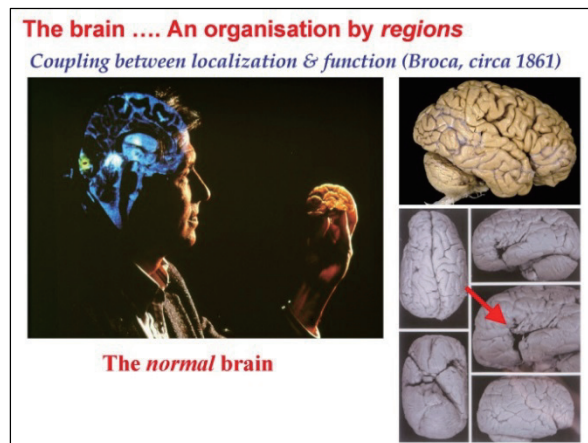 The brain .... An organisation by regions
Coupling between localization & function (Broca, circa 1861)
The normal brain